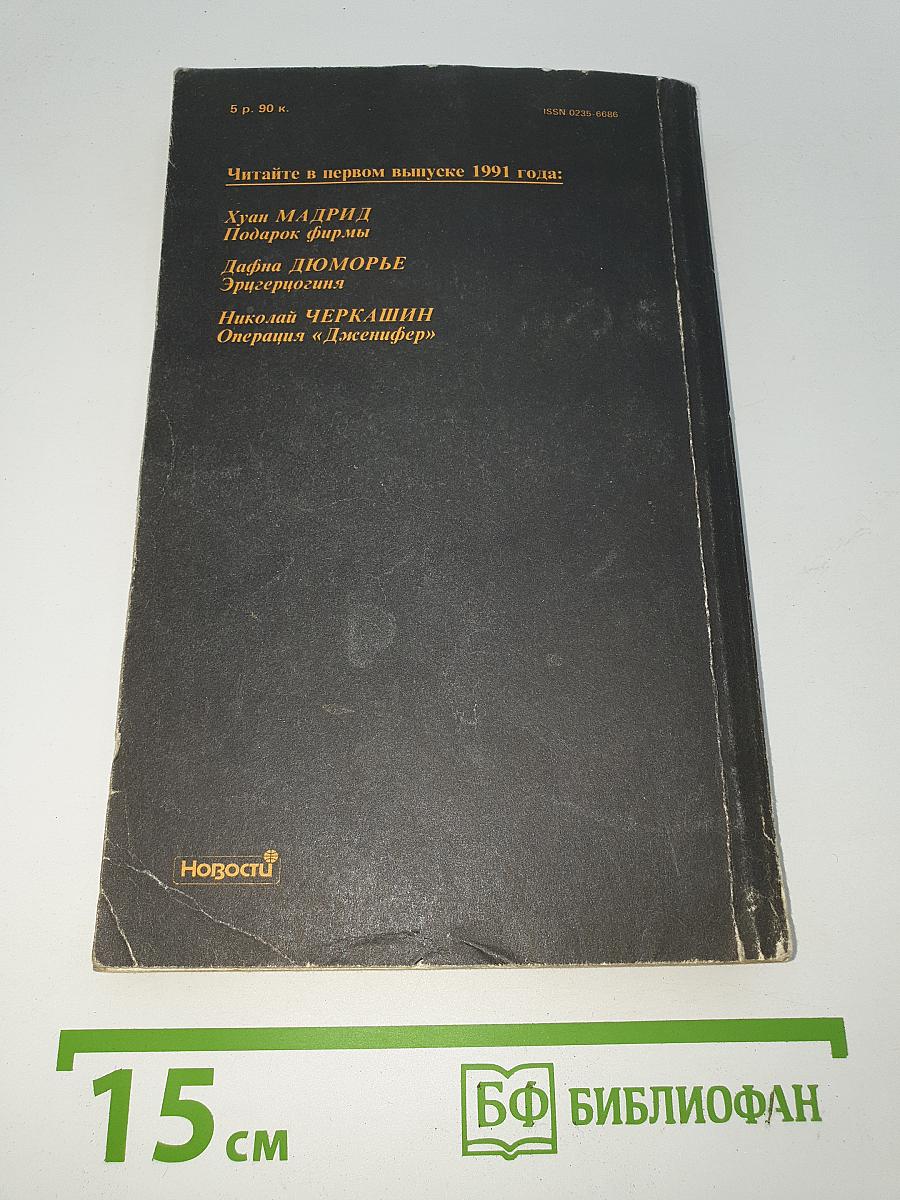 5 р. 90 к.
ISSN 0235-6686
Читайте в первом выпуске 1991 года:
Хуан МАДРИД
Подарок фирмы
Дафна ДЮМОРЬЕ
Эрцгерцогиня
Николай ЧЕРКАШИН
Операция «Дженифер»
Новости
15 см
БФ БИБЛИОФАН